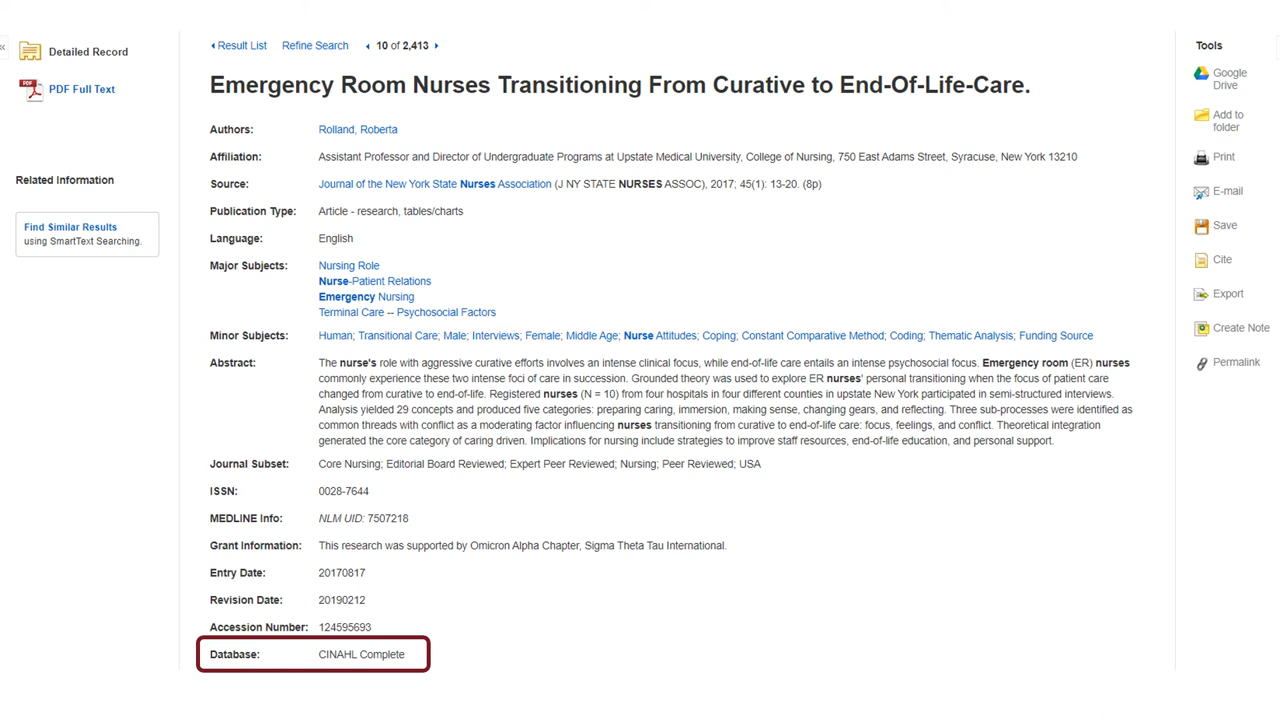 Detailed Record
PDF Full Text
Related Information
Find Similar Results
using SmartText Searching.
Result List Refine Search 10 of 2,413
Emergency Room Nurses Transitioning From Curative to End-Of-Life-Care.
Authors: Rolland, Roberta
Affiliation: Assistant Professor and Director of Undergraduate Programs at Upstate Medical University, College of Nursing, 750 East Adams Street, Syracuse, New York 13210
Source: Journal of the New York State Nurses Association (J NY STATE NURSES ASSOC), 2017; 45(1): 13-20. (8p)
Publication Type: Article - research, tables/charts
Language: English
Major Subjects: Nursing Role
Nurse-Patient Relations
Emergency Nursing
Terminal Care -- Psychosocial Factors
Minor Subjects: Human; Transitional Care; Male; Interviews; Female; Middle Age; Nurse Attitudes; Coping; Constant Comparative Method; Coding; Thematic Analysis; Funding Source
Abstract: The nurse's role with aggressive curative efforts involves an intense clinical focus, while end-of-life care entails an intense psychosocial focus. Emergency room (ER) nurses
commonly experience these two intense foci of care in succession. Grounded theory was used to explore ER nurses' personal transitioning when the focus of patient care
changed from curative to end-of-life. Registered nurses (N = 10) from four hospitals in four different counties in upstate New York participated in semi-structured interviews.
Analysis yielded 29 concepts and produced five categories: preparing caring, immersion, making sense, changing gears, and reflecting. Three sub-processes were identified as
common threads with conflict as a moderating factor influencing nurses transitioning from curative to end-of-life care: focus, feelings, and conflict. Theoretical integration
generated the core category of caring driven. Implications for nursing include strategies to improve staff resources, end-of-life education, and personal support.
Journal Subset: Core Nursing; Editorial Board Reviewed; Expert Peer Reviewed; Nursing; Peer Reviewed; USA
ISSN: 0028-7644
MEDLINE Info: NLM UID: 7507218
Grant Information: This research was supported by Omicron Alpha Chapter, Sigma Theta Tau International.
Entry Date: 20170817
Revision Date: 20190212
Accession Number: 124595693
Database: CINAHL Complete
Tools
Google
Drive
Add to
folder
Print
E-mail
Save
Cite
Export
Create Note
Permalink